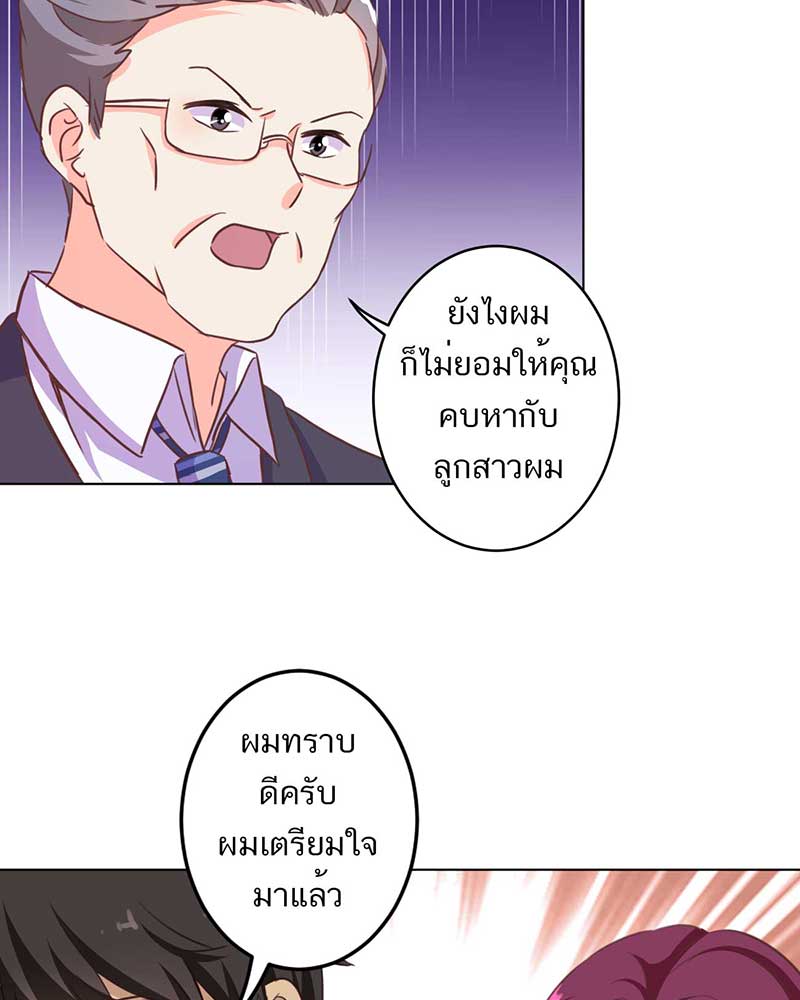 ยังไงผม
ก็ไม่ยอมให้คุณ
คบหากับ
ลูกสาวผม
ผมทราบ
ดีครับ
ผมเตรียมใจ
มาแล้ว